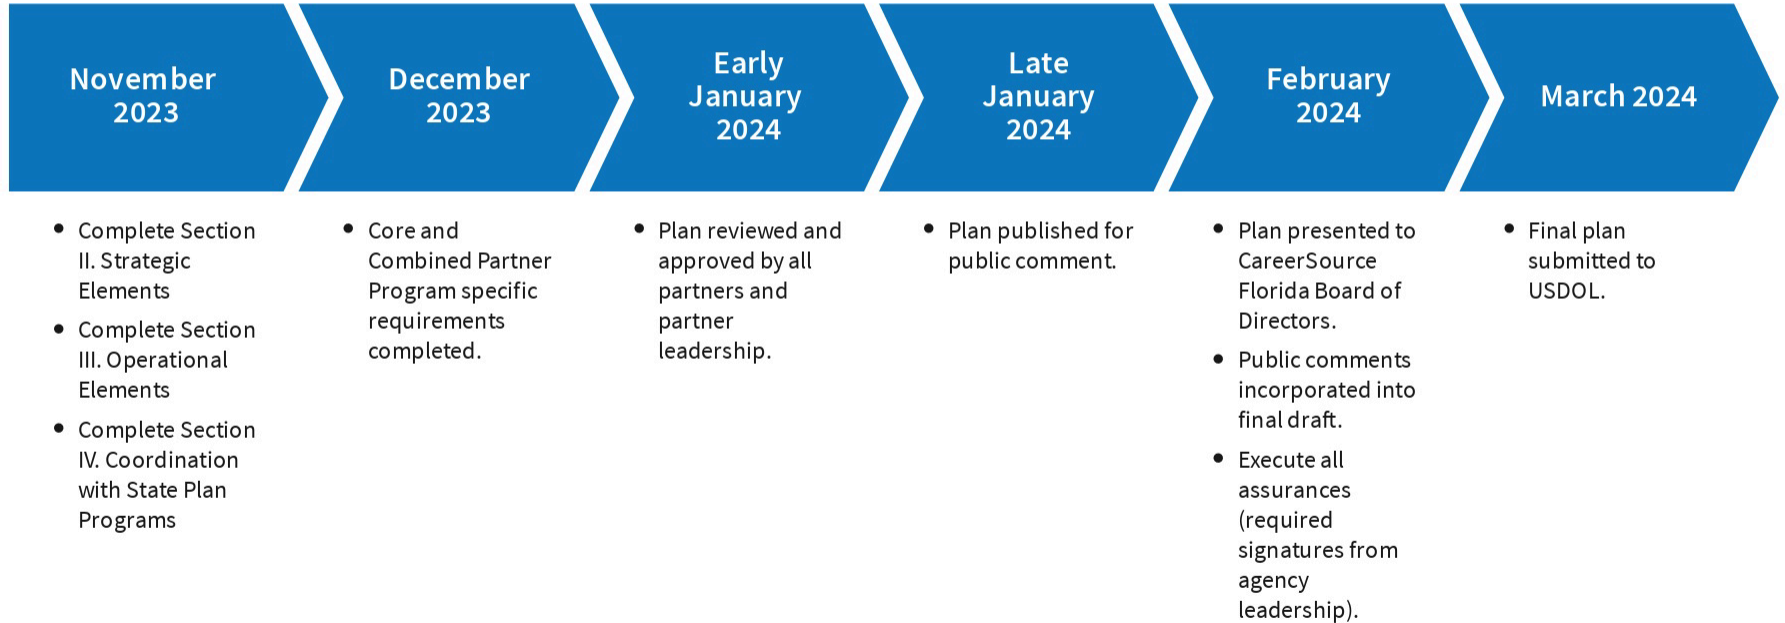 November
2023
December
2023
Early
January
2024
Late
January
2024
February
2024
March 2024
• Complete Section
II. Strategic
Elements
• Complete Section
III. Operational
Elements
• Complete Section
IV. Coordination
with State Plan
Programs
• Core and
Combined Partner
Program specific
requirements
completed.
• Plan reviewed and
approved by all
partners and
partner
leadership.
• Plan published for
public comment.
• Plan presented to
CareerSource
Florida Board of
Directors.
• Public comments
incorporated into
final draft.
• Execute all
assurances
(required
signatures from
agency
leadership).
• Final plan
submitted to
USDOL.